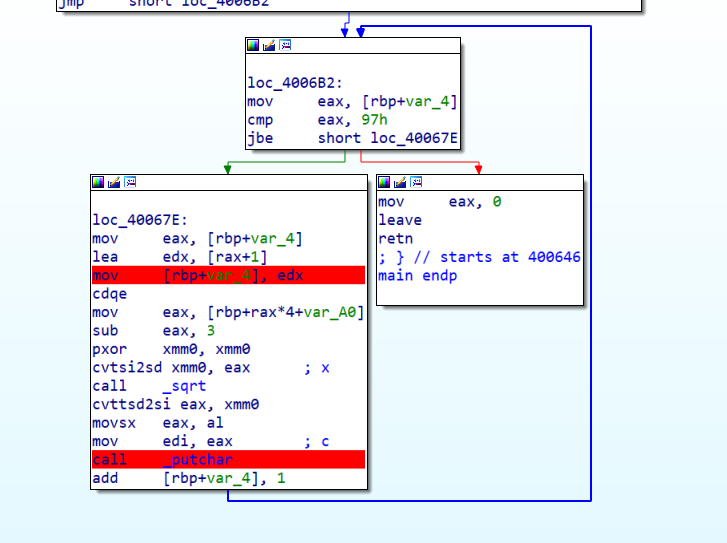 jmp     short loc_4006B2
loc_4006B2:
mov     eax, [rbp+var_4]
cmp     eax, 97h
jbe     short loc_40067E
loc_40067E:
mov     eax, [rbp+var_4]
lea     edx, [rax+1]
mov     [rbp+var_4], edx
cdqe
mov     eax, [rbp+rax*4+var_A0]
sub     eax, 3
pxor    xmm0, xmm0
cvtsi2sd xmm0, eax      ; x
call    _sqrt
cvttsd2si eax, xmm0
movsx   eax, al
mov     edi, eax        ; c
call    _putchar
add     [rbp+var_4], 1
mov     eax, 0
leave
retn
; } // starts at 400646
main endp